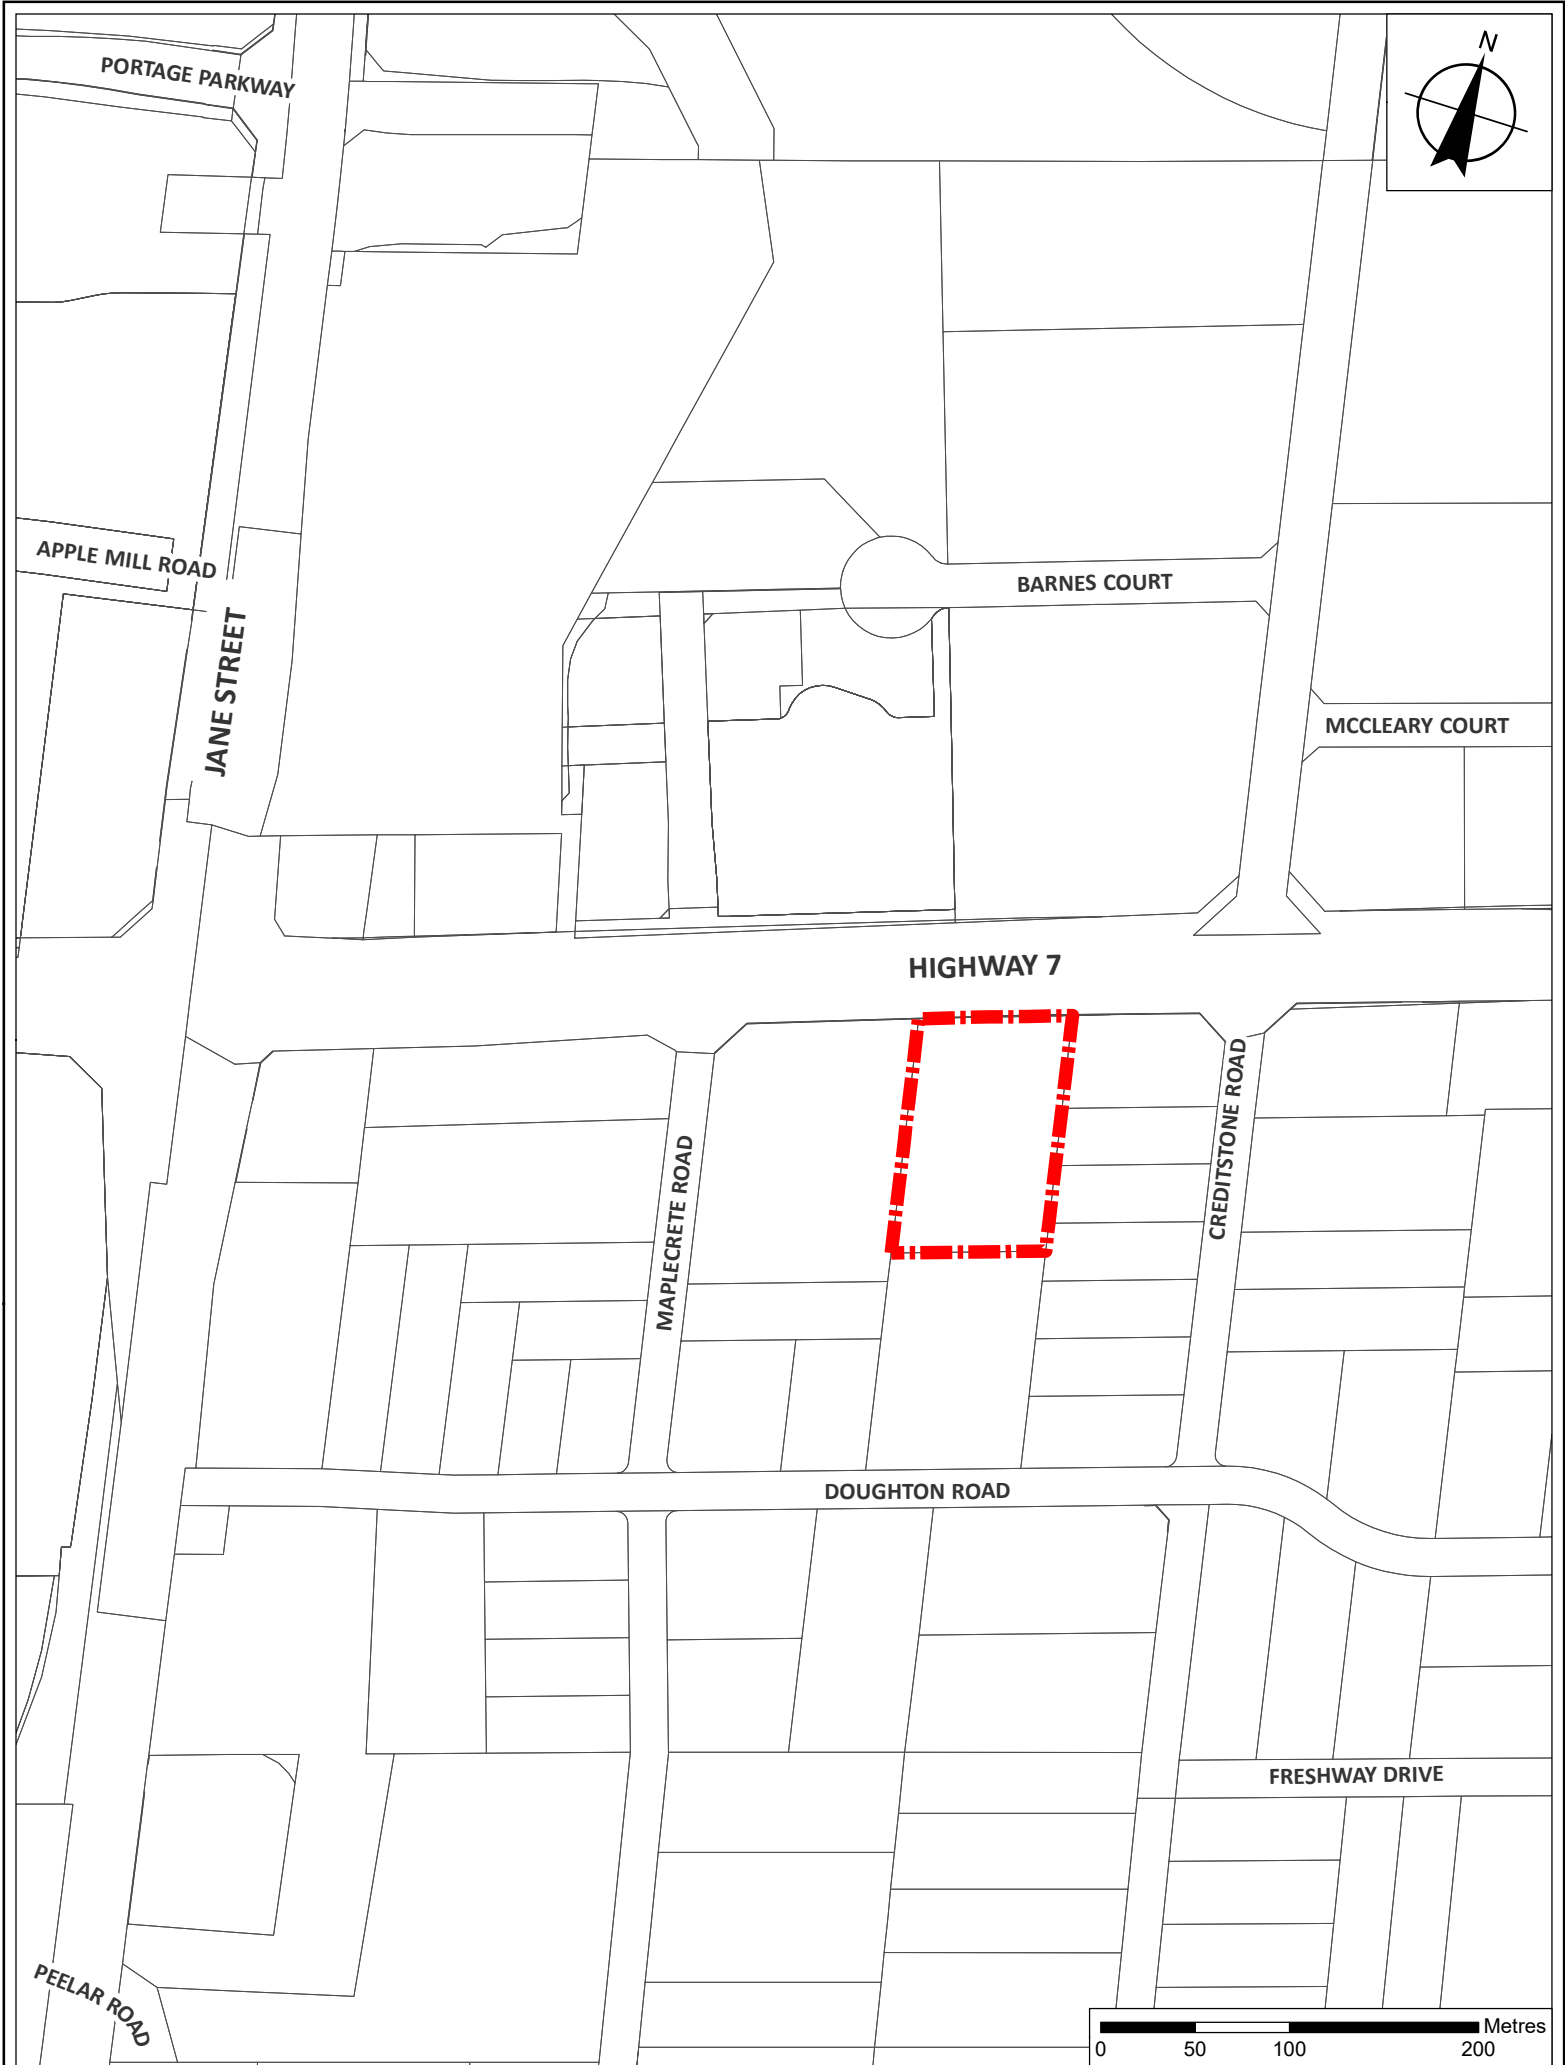 N
PORTAGE PARKWAY
APPLE MILL ROAD
BARNES COURT
JANE STREET
MCCLEARY COURT
HIGHWAY 7
CREDITSTONE ROAD
MAPLECRETE ROAD
DOUGHTON ROAD
FRESHWAY DRIVE
PEELAR ROAD
Metres
0 50 100 200